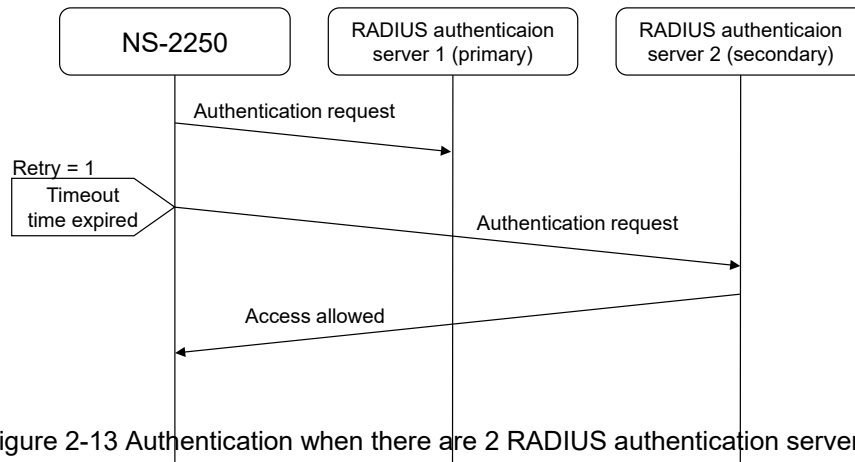 NS-2250
RADIUS authenticaion
server 1 (primary)
RADIUS authenticaion
server 2 (secondary)
Authentication request
Retry = 1
Timeout
time expired
Authentication request
Access allowed
igure 2-13 Authentication when there are 2 RADIUS authentication server